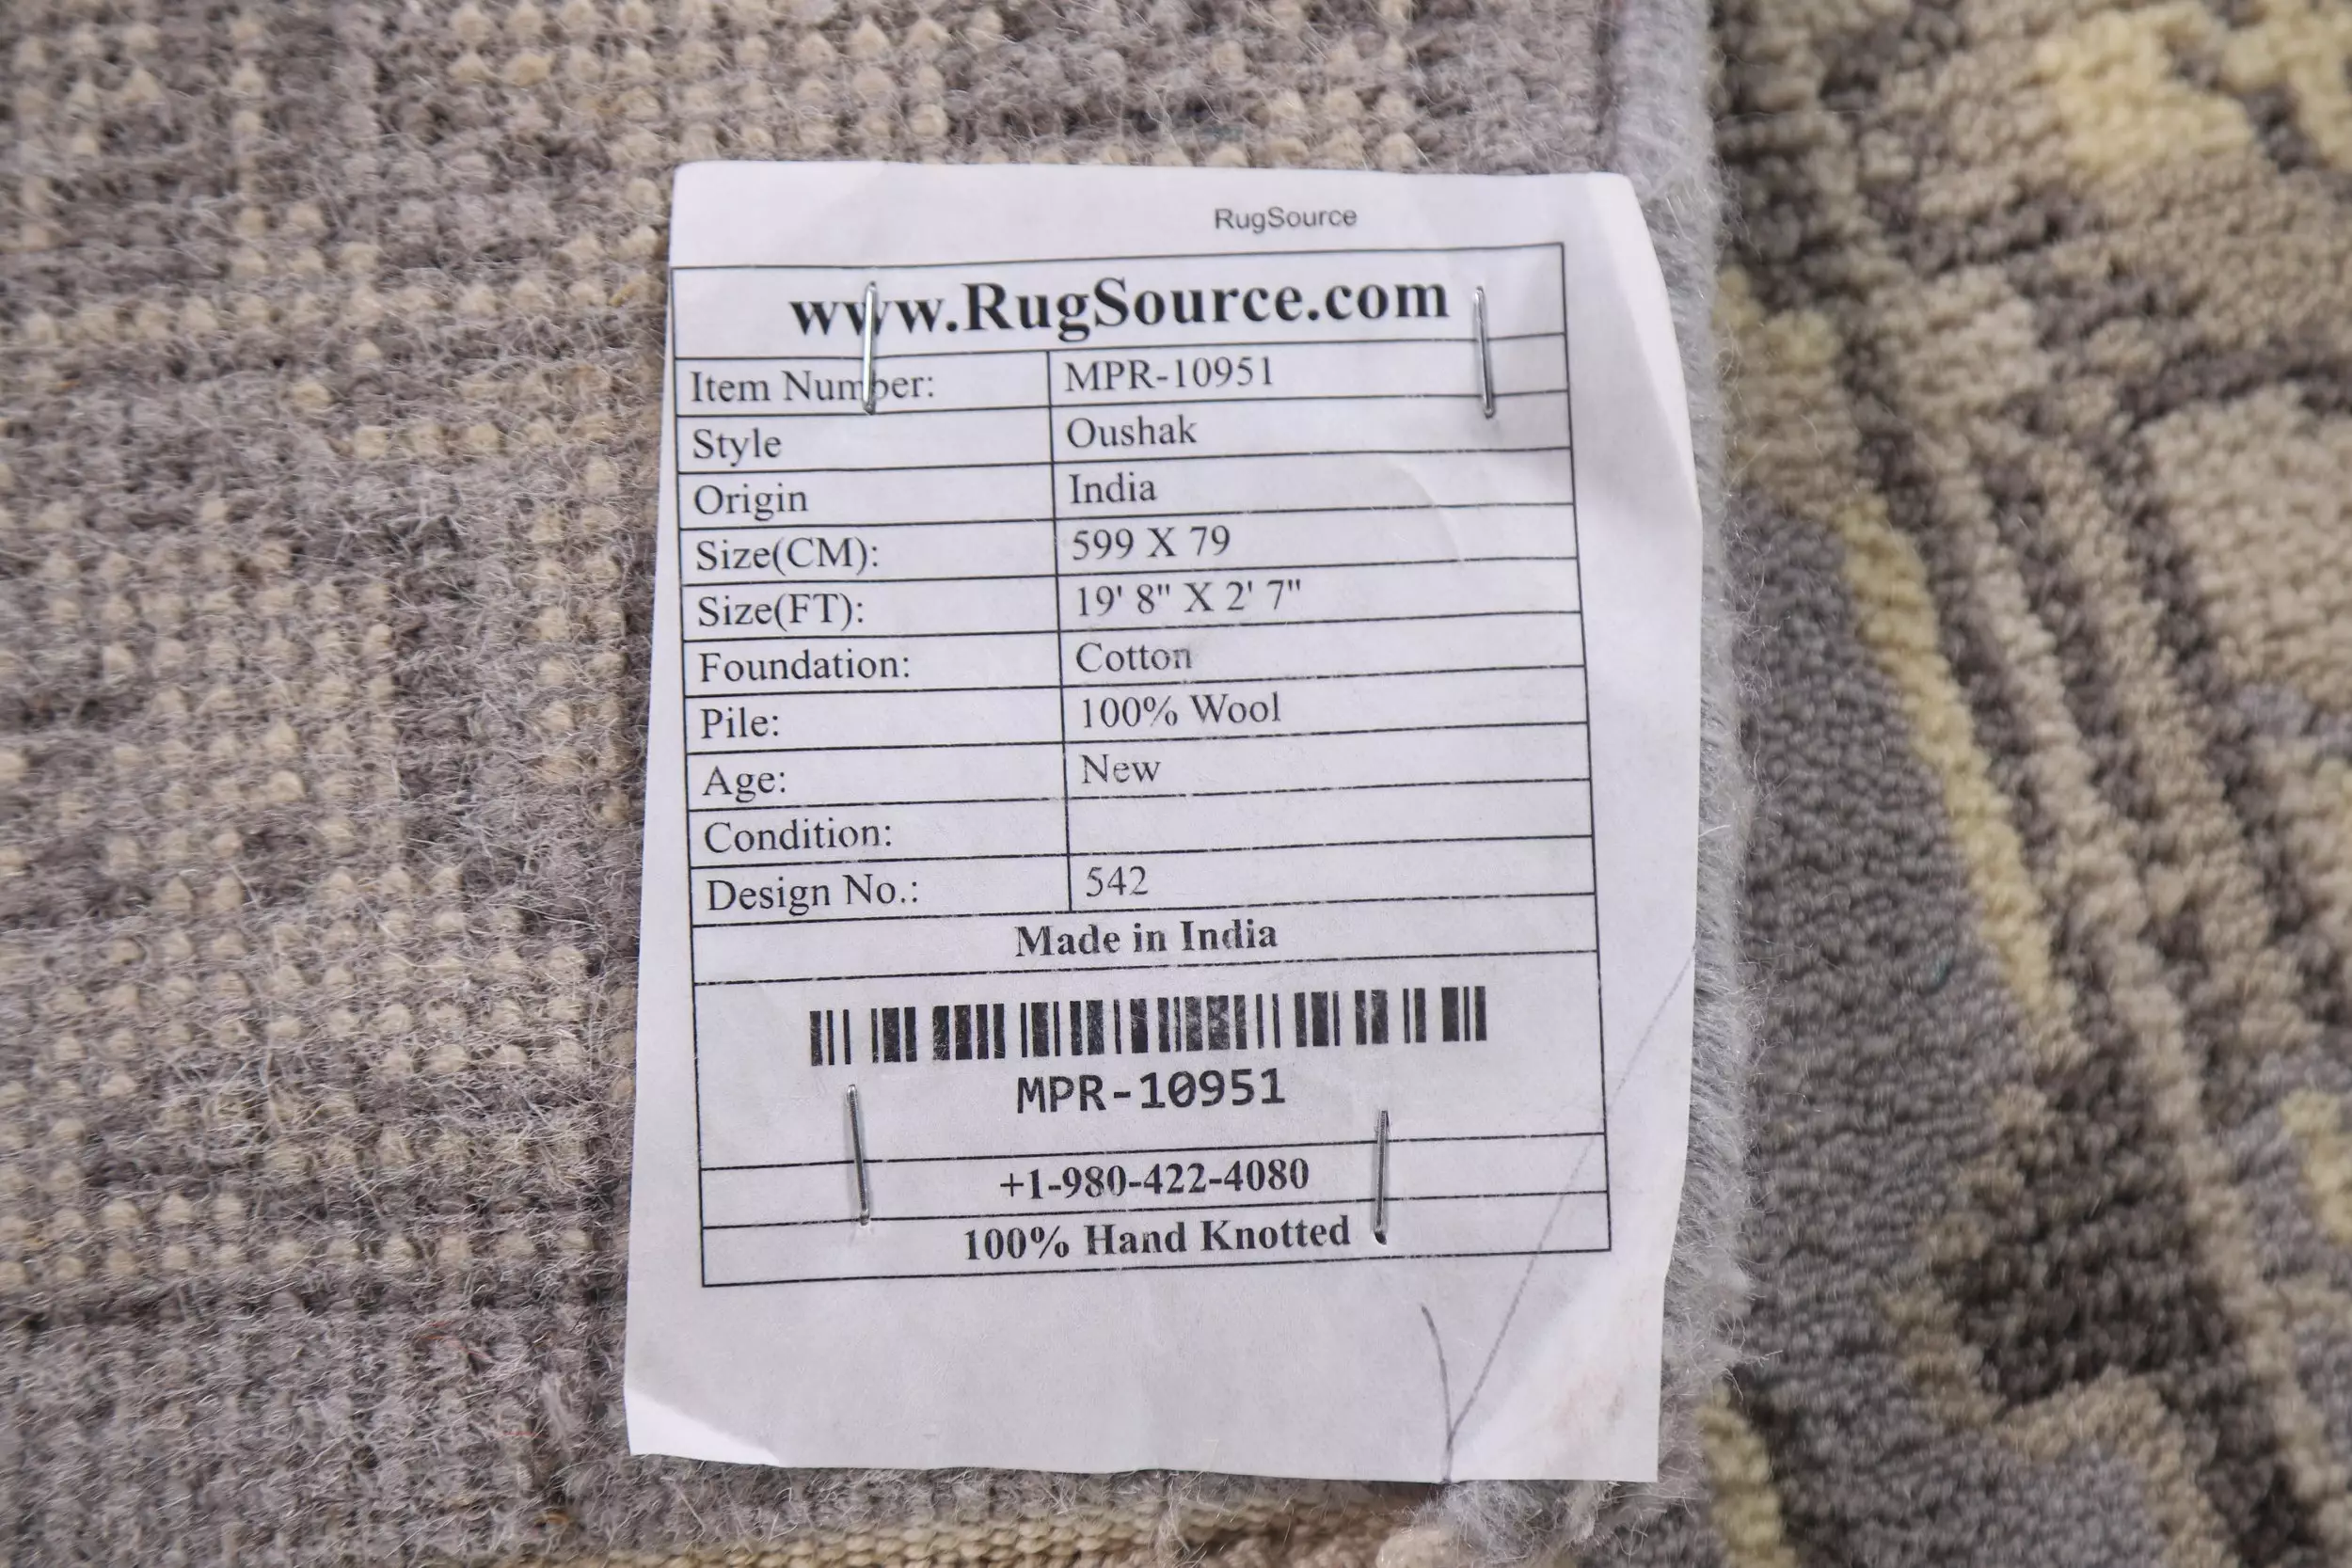 RugSource
www.RugSource.com
Item Number: MPR-10951
Style Oushak
Origin India
Size(CM): 599 X 79
Size(FT): 19' 8" X 2' 7"
Foundation: Cotton
Pile: 100% Wool
Age: New
Condition:
Design No.: 542
Made in India
MPR-10951
+1-980-422-4080
100% Hand Knotted